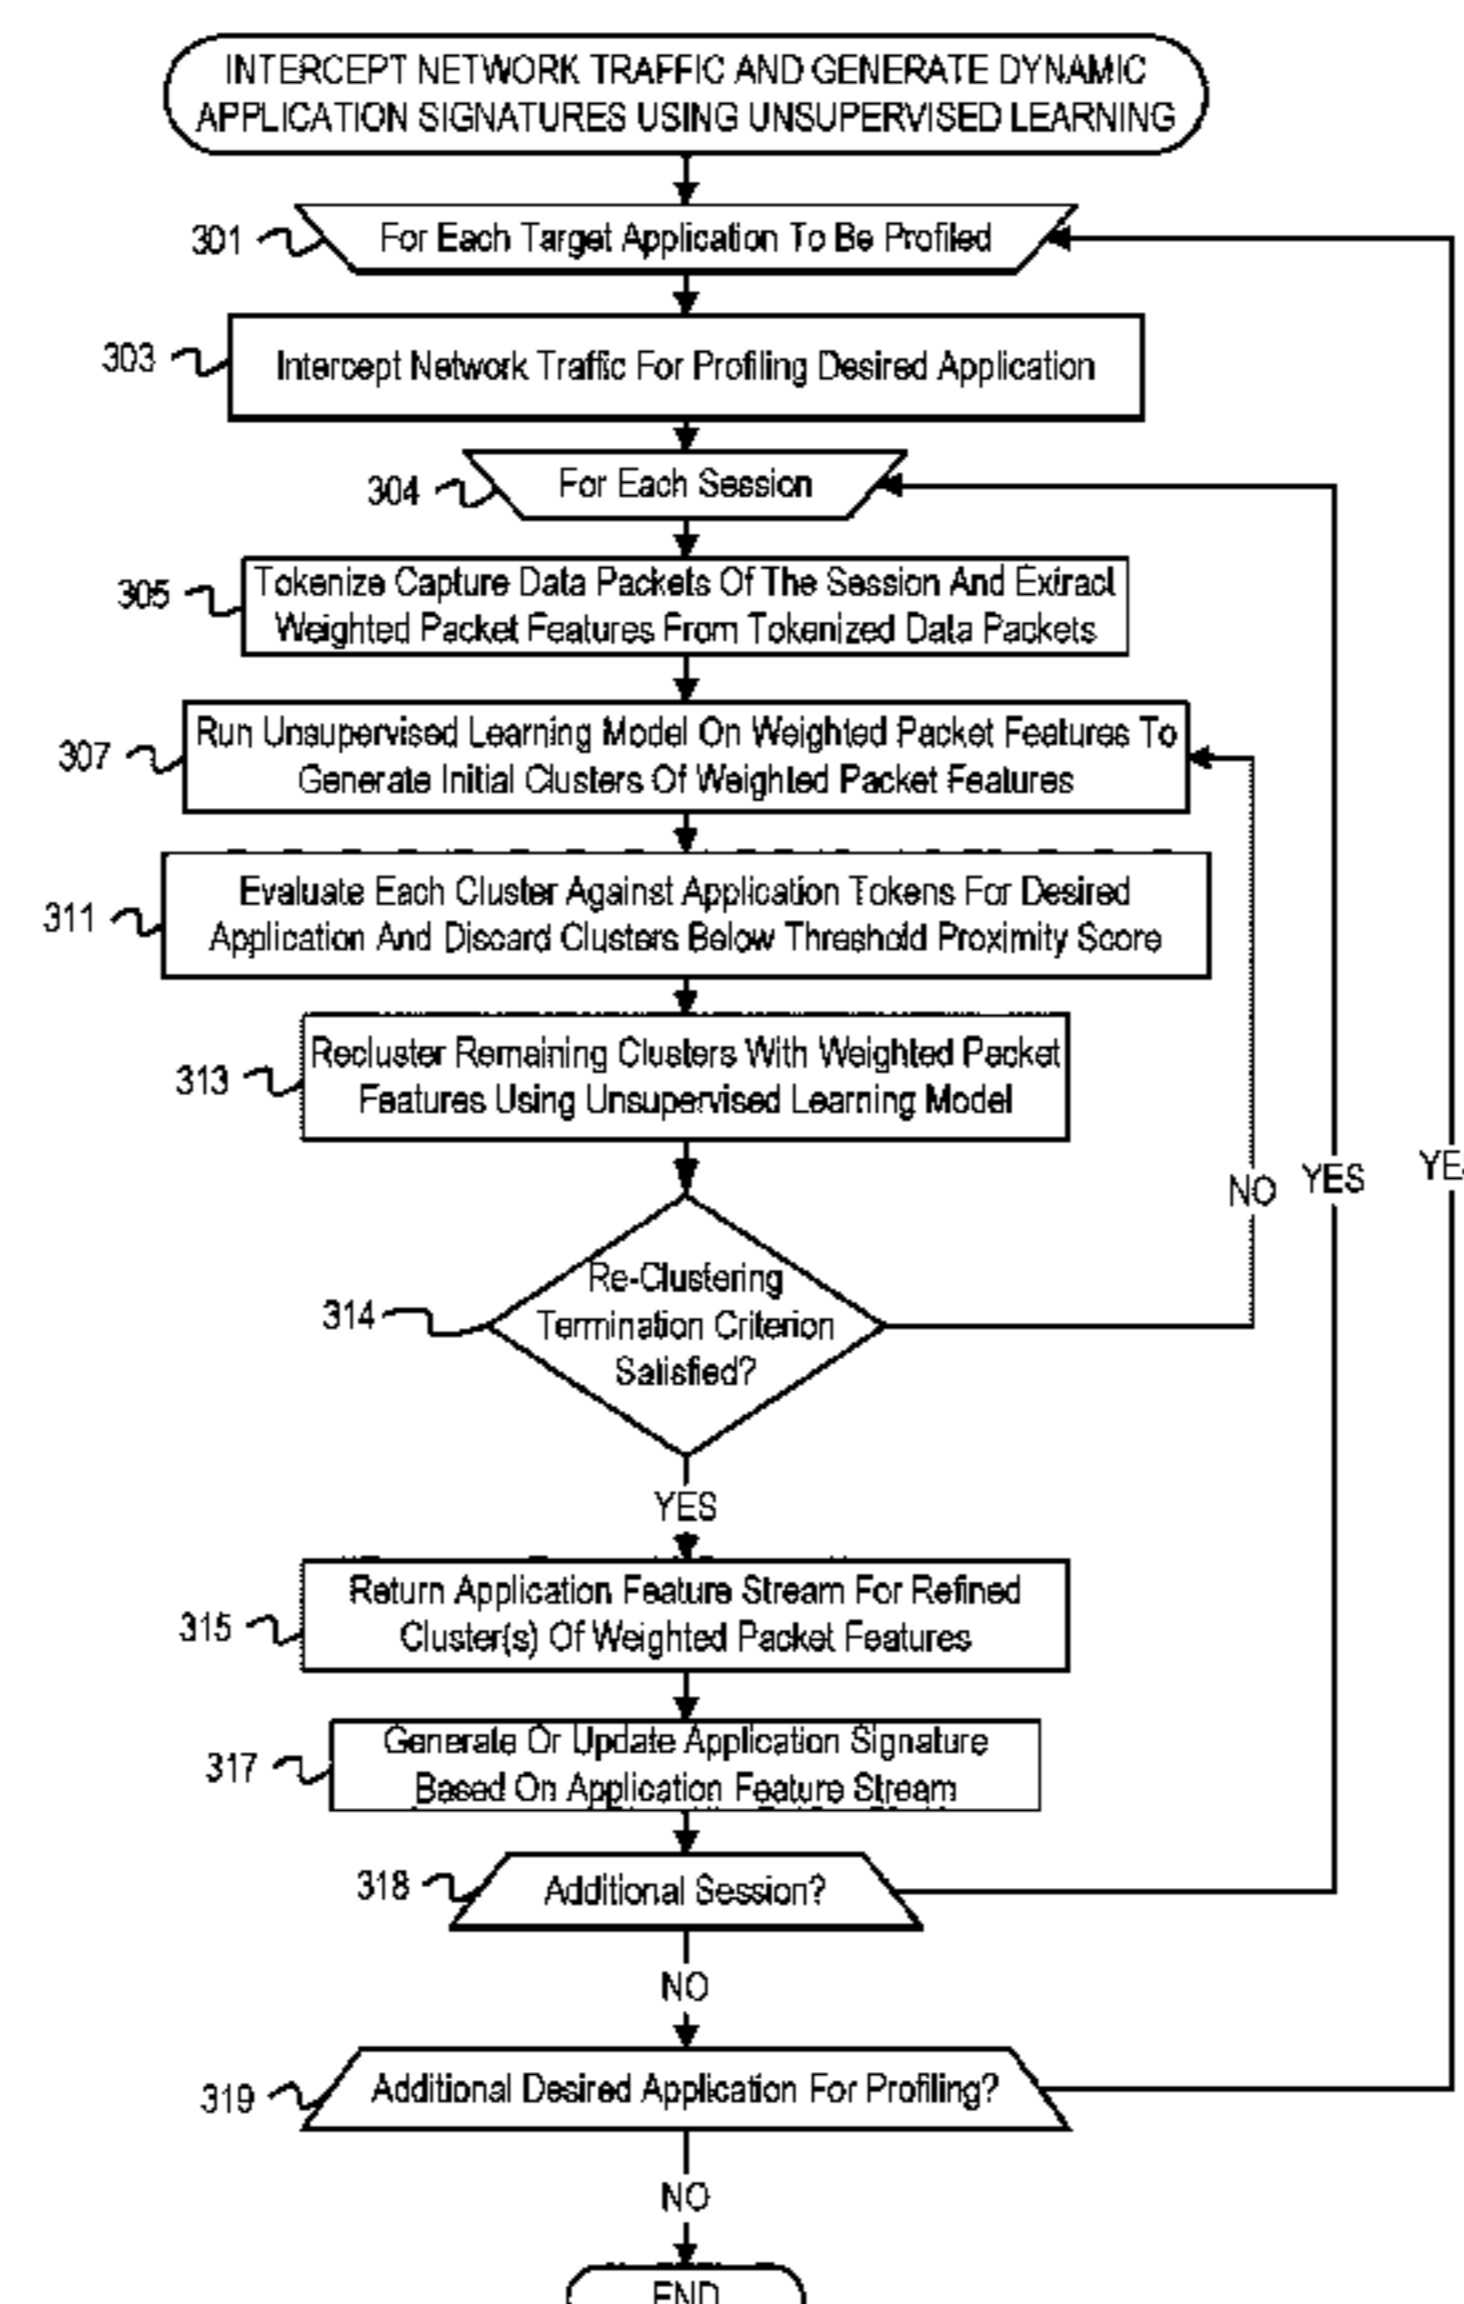 INTERCEPT NETWORK TRAFFIC AND GENERATE DYNAMIC
APPLICATION SIGNATURES USING UNSUPERVISED LEARNING
301
For Each Target Application To Be Profiled
303
Intercept Network Traffic For Profiling Desired Application
304
For Each Session
305
Tokenize Capture Data Packets Of The Session And Extract
Weighted Packet Features From Tokenized Data Packets
307
Run Unsupervised Learning Model On Weighted Packet Features To
Generate Initial Clusters Of Weighted Packet Features
311
Evaluate Each Cluster Against Application Tokens For Desired
Application And Discard Clusters Below Threshold Proximity Score
313
Recluster Remaining Clusters With Weighted Packet
Features Using Unsupervised Learning Model
NO
YES
314
Re-Clustering
Termination Criterion
Satisfied?
YES
315
Return Application Feature Stream For Refined
Cluster(s) Of Weighted Packet Features
317
Generate Or Update Application Signature
Based On Application Feature Stream
318
Additional Session?
NO
319
Additional Desired Application For Profiling?
NO
END